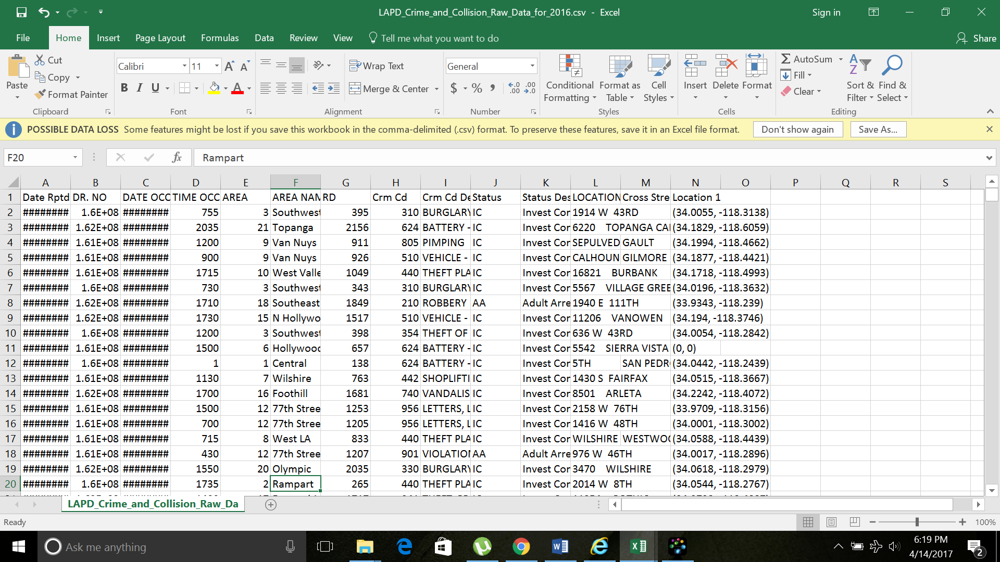 LAPD_Crime_and_Collision_Raw_Data_for_2016.csv - Excel
Sign in
File Home Insert Page Layout Formulas Data Review View Tell me what you want to do Share
Paste Cut Copy Format Painter Clipboard
Calibri 11 B I U A Font
Wrap Text Merge & Center Alignment
General $ % , Number
Conditional Formatting Format as Table Cell Styles Styles
Insert Delete Format Cells
AutoSum Fill Clear Sort & Filter Find & Select Editing
POSSIBLE DATA LOSS Some features might be lost if you save this workbook in the comma-delimited (.csv) format. To preserve these features, save it in an Excel file format. Don't show again Save As...
F20 fx Rampart
A B C D E F G H I J K L M N O P Q R S
1 Date Rptd DR. NO DATE OCC TIME OCC AREA AREA NAM RD Crm Cd Crm Cd De Status Status Des LOCATION Cross Stre Location 1
2 ######## 1.6E+08 ######## 755 3 Southwest 395 310 BURGLARY IC Invest Con 1914 W 43RD (34.0055, -118.3138)
3 ######## 1.62E+08 ######## 2035 21 Topanga 2156 624 BATTERY - IC Invest Con 6220 TOPANGA CA (34.1829, -118.6059)
4 ######## 1.61E+08 ######## 1200 9 Van Nuys 911 805 PIMPING IC Invest Con SEPULVED GAULT (34.1994, -118.4662)
5 ######## 1.61E+08 ######## 900 9 Van Nuys 926 510 VEHICLE - IC Invest Con CALHOUN GILMORE (34.1877, -118.4421)
6 ######## 1.61E+08 ######## 1715 10 West Valle 1049 440 THEFT PLA IC Invest Con 16821 BURBANK (34.1718, -118.4993)
7 ######## 1.6E+08 ######## 730 3 Southwest 343 310 BURGLARY IC Invest Con 5567 VILLAGE GREE (34.0196, -118.3632)
8 ######## 1.62E+08 ######## 1710 18 Southeast 1849 210 ROBBERY AA Adult Arre 1940 E 111TH (33.9343, -118.239)
9 ######## 1.62E+08 ######## 1730 15 N Hollywo 1517 510 VEHICLE - IC Invest Con 11206 VANOWEN (34.194, -118.3746)
10 ######## 1.6E+08 ######## 1200 3 Southwest 398 354 THEFT OF IC Invest Con 636 W 43RD (34.0054, -118.2842)
11 ######## 1.61E+08 ######## 1500 6 Hollywood 657 624 BATTERY - IC Invest Con 5542 SIERRA VISTA (0, 0)
12 ######## 1.6E+08 ######## 1 1 Central 138 624 BATTERY - IC Invest Con 5TH SAN PEDR (34.0442, -118.2439)
13 ######## 1.61E+08 ######## 1130 7 Wilshire 763 442 SHOPLIFTI IC Invest Con 1430 S FAIRFAX (34.0515, -118.3667)
14 ######## 1.62E+08 ######## 1700 16 Foothill 1681 740 VANDALIS IC Invest Con 8501 ARLETA (34.2242, -118.4072)
15 ######## 1.61E+08 ######## 1500 12 77th Stree 1253 956 LETTERS, L IC Invest Con 2158 W 76TH (33.9709, -118.3156)
16 ######## 1.61E+08 ######## 700 12 77th Stree 1205 956 LETTERS, L IC Invest Con 1416 W 48TH (34.0001, -118.3002)
17 ######## 1.61E+08 ######## 715 8 West LA 833 440 THEFT PLA IC Invest Con WILSHIRE WESTWOO (34.0588, -118.4439)
18 ######## 1.61E+08 ######## 430 12 77th Stree 1207 901 VIOLATION AA Adult Arre 976 W 46TH (34.0017, -118.2896)
19 ######## 1.62E+08 ######## 1550 20 Olympic 2035 330 BURGLARY IC Invest Con 3470 WILSHIRE (34.0618, -118.2979)
20 ######## 1.6E+08 ######## 1735 2 Rampart 265 440 THEFT PLA IC Invest Con 2014 W 8TH (34.0544, -118.2767)
LAPD_Crime_and_Collision_Raw_Da
Ready 100%
Ask me anything
6:19 PM
4/14/2017
2